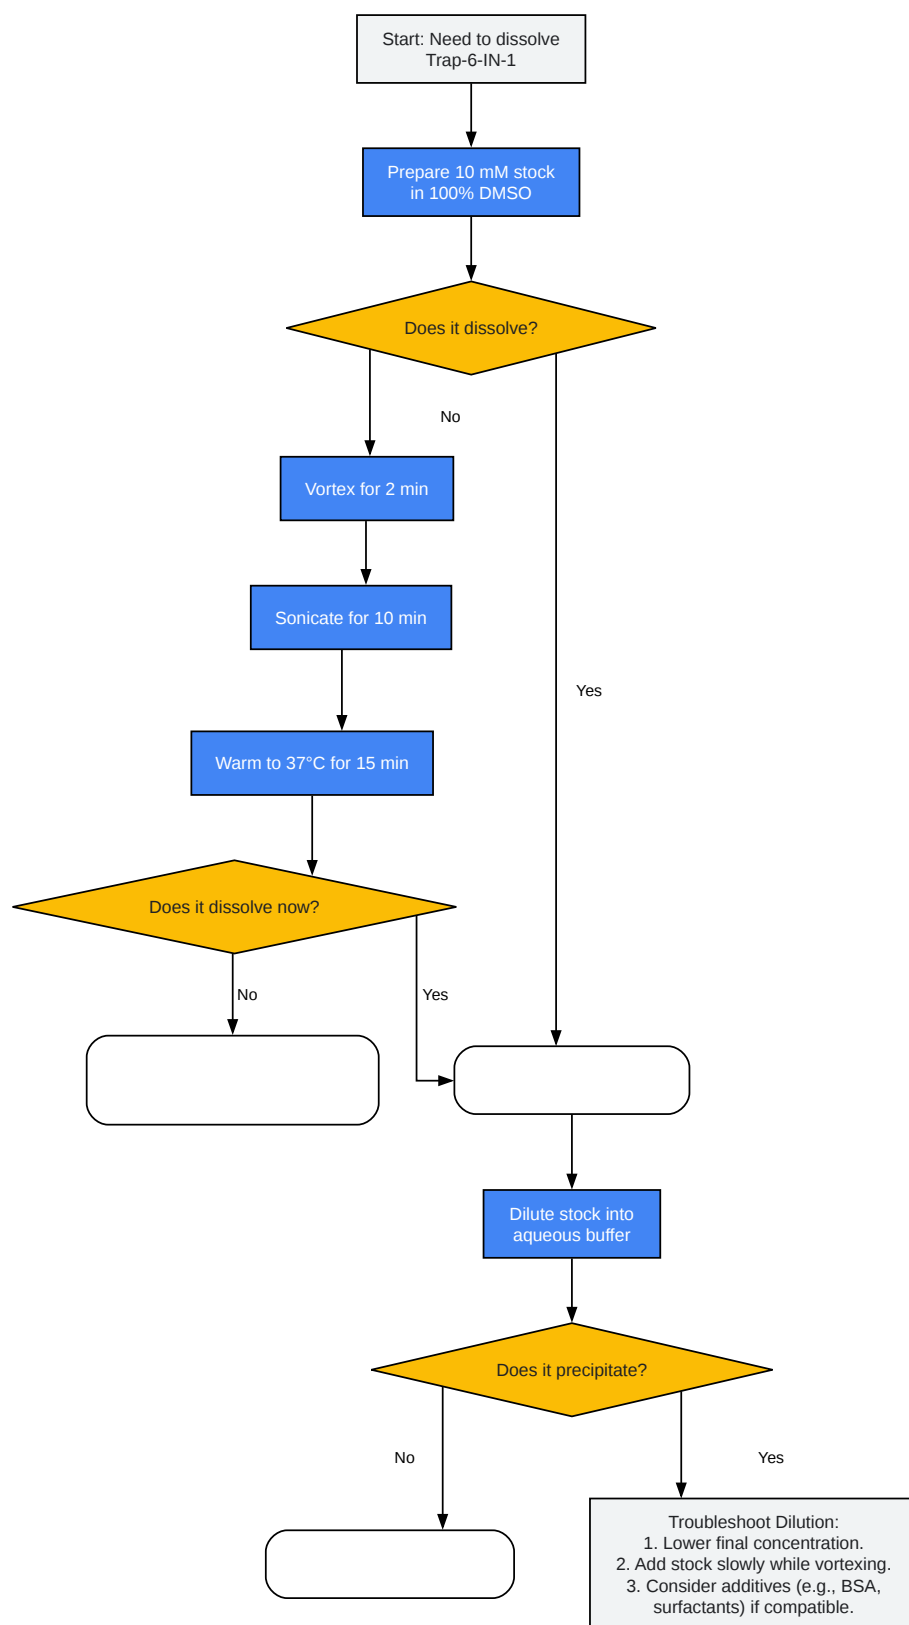 Start: Need to dissolve
Trap-6-IN-1
Prepare 10 mM stock
in 100% DMSO
Does it dissolve?
No
Vortex for 2 min
Sonicate for 10 min
Yes
Warm to 37°C for 15 min
Does it dissolve now?
No
Yes
Dilute stock into
aqueous buffer
Does it precipitate?
No
Yes
Troubleshoot Dilution:
1. Lower final concentration.
2. Add stock slowly while vortexing.
3. Consider additives (e.g., BSA,
surfactants) if compatible.